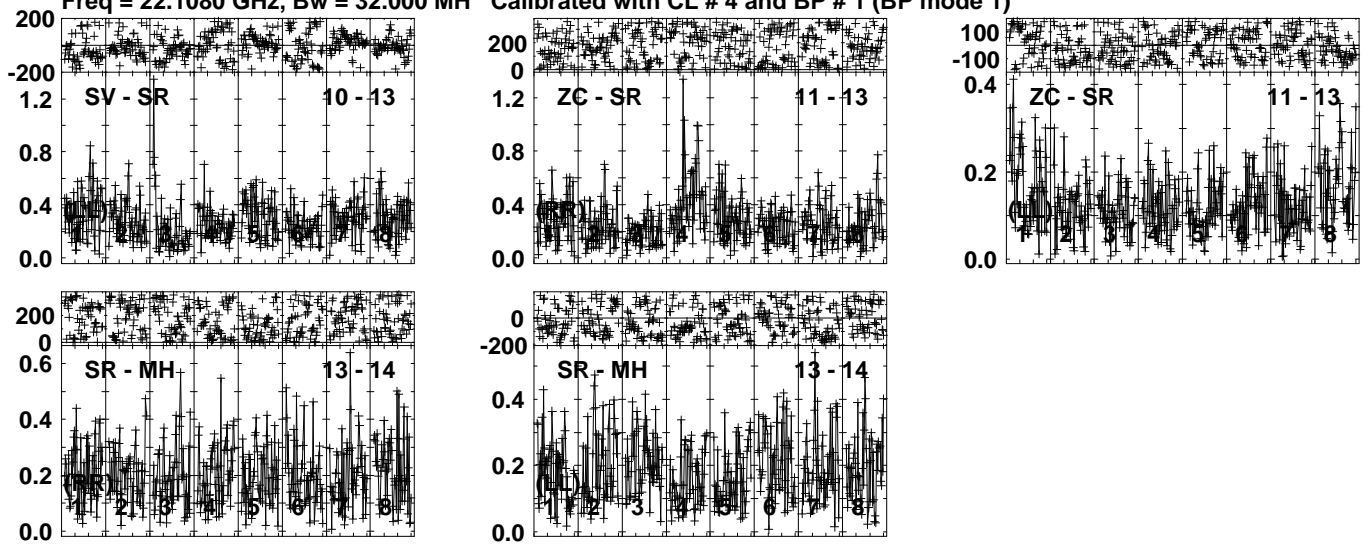 Freq = 22.1080 GHz, Bw = 32.000 MH Calibrated with CL # 4 and BP # 1 (BP mode 1)
200
-200
1.2
0.8
0.4
0.0
SV - SR 10 - 13
(LL)
1 2 3 4 5 6 7 8
200
0
1.2
0.8
0.4
0.0
ZC - SR 11 - 13
(RR)
1 2 3 4 5 6 7 8
100
-100
0.4
0.2
0.0
ZC - SR 11 - 13
(LL)
1 2 3 4 5 6 7 8
200
0
0.6
0.4
0.2
0.0
SR - MH 13 - 14
(RR)
1 2 3 4 5 6 7 8
0
-200
0.4
0.2
0.0
SR - MH 13 - 14
(LL)
1 2 3 4 5 6 7 8